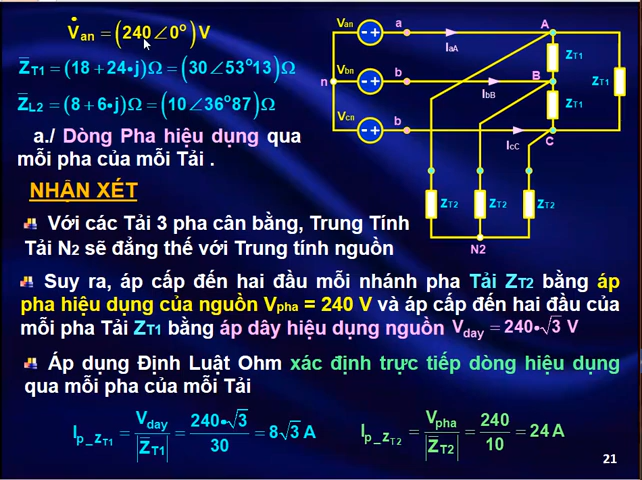 V̇an = (240∠0°) V
Z̄T1 = (18 + 24•j)Ω = (30∠53°13)Ω
Z̄L2 = (8 + 6•j)Ω = (10∠36°87)Ω
a./ Dòng Pha hiệu dụng qua
mỗi pha của mỗi Tải .
NHẬN XÉT
Với các Tải 3 pha cân bằng, Trung Tính
Tải N2 sẽ đẳng thế với Trung tính nguồn
Van
a
IaA
A
ZT1
ZT1
n
Vbn
b
IbB
B
ZT1
Vcn
b
IcC
C
ZT2
ZT2
ZT2
N2
Suy ra, áp cấp đến hai đầu mỗi nhánh pha Tải ZT2 bằng áp
pha hiệu dụng của nguồn Vpha = 240 V và áp cấp đến hai đầu của
mỗi pha Tải ZT1 bằng áp dây hiệu dụng nguồn Vday = 240•√3 V
Áp dụng Định Luật Ohm xác định trực tiếp dòng hiệu dụng
qua mỗi pha của mỗi Tải
Ip_ZT1 = Vday / |Z̄T1| = 240•√3 / 30 = 8√3 A
Ip_ZT2 = Vpha / |Z̄T2| = 240 / 10 = 24 A
21